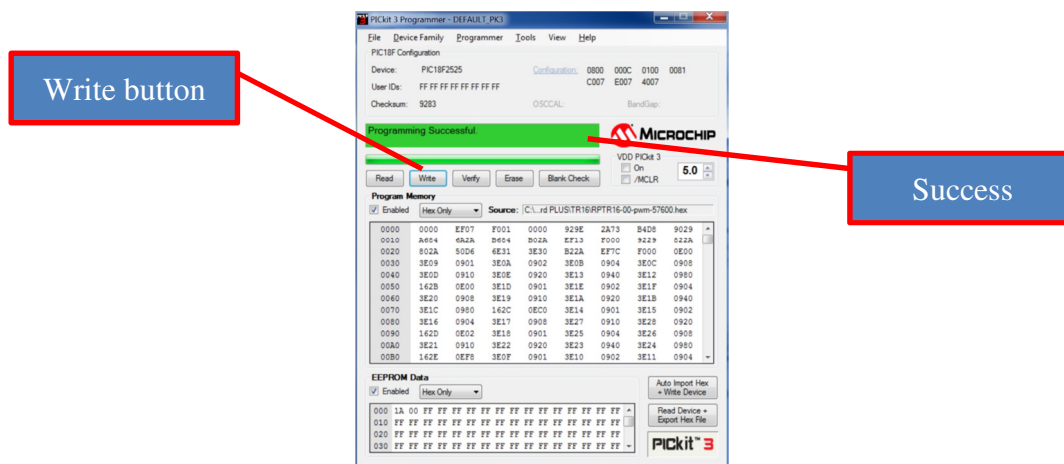 PICkit 3 Programmer - DEFAULT_PK3
File Device Family Programmer Tools View Help
PIC18F Configuration
Device: PIC18F2525 Configuration: 0800 000C 0100 0081
C007 E007 4007
User IDs: FF FF FF FF FF FF FF FF
Checksum: 9283 OSCCAL: BandGap:
Write button
Programming Successful.
MICROCHIP
VDD PICkit 3
On
/MCLR
5.0
Read Write Verify Erase Blank Check
Success
Program Memory
Enabled Hex Only Source: C:\...rd PLUS\TR16\RPTR16-00-pwm-57600.hex
0000 0000 EF07 F001 0000 929E 2A73 B4D8 9029
0010 A684 6A2A B684 B02A EF13 F000 9229 822A
0020 802A 50D6 6E31 3E30 B22A EF7C F000 0E00
0030 3E09 0901 3E0A 0902 3E0B 0904 3E0C 0908
0040 3E0D 0910 3E0E 0920 3E13 0940 3E12 0980
0050 162B 0E00 3E1D 0901 3E1E 0902 3E1F 0904
0060 3E20 0908 3E19 0910 3E1A 0920 3E1B 0940
0070 3E1C 0980 162C 0EC0 3E14 0901 3E15 0902
0080 3E16 0904 3E17 0908 3E27 0910 3E28 0920
0090 162D 0E02 3E18 0901 3E25 0904 3E26 0908
00A0 3E21 0910 3E22 0920 3E23 0940 3E24 0980
00B0 162E 0EF8 3E0F 0901 3E10 0902 3E11 0904
EEPROM Data
Enabled Hex Only
000 1A 00 FF FF FF FF FF FF FF FF FF FF FF FF FF FF
010 FF FF FF FF FF FF FF FF FF FF FF FF FF FF FF FF
020 FF FF FF FF FF FF FF FF FF FF FF FF FF FF FF FF
030 FF FF FF FF FF FF FF FF FF FF FF FF FF FF FF FF
Auto Import Hex
+ Write Device
Read Device +
Export Hex File
PICkit™ 3